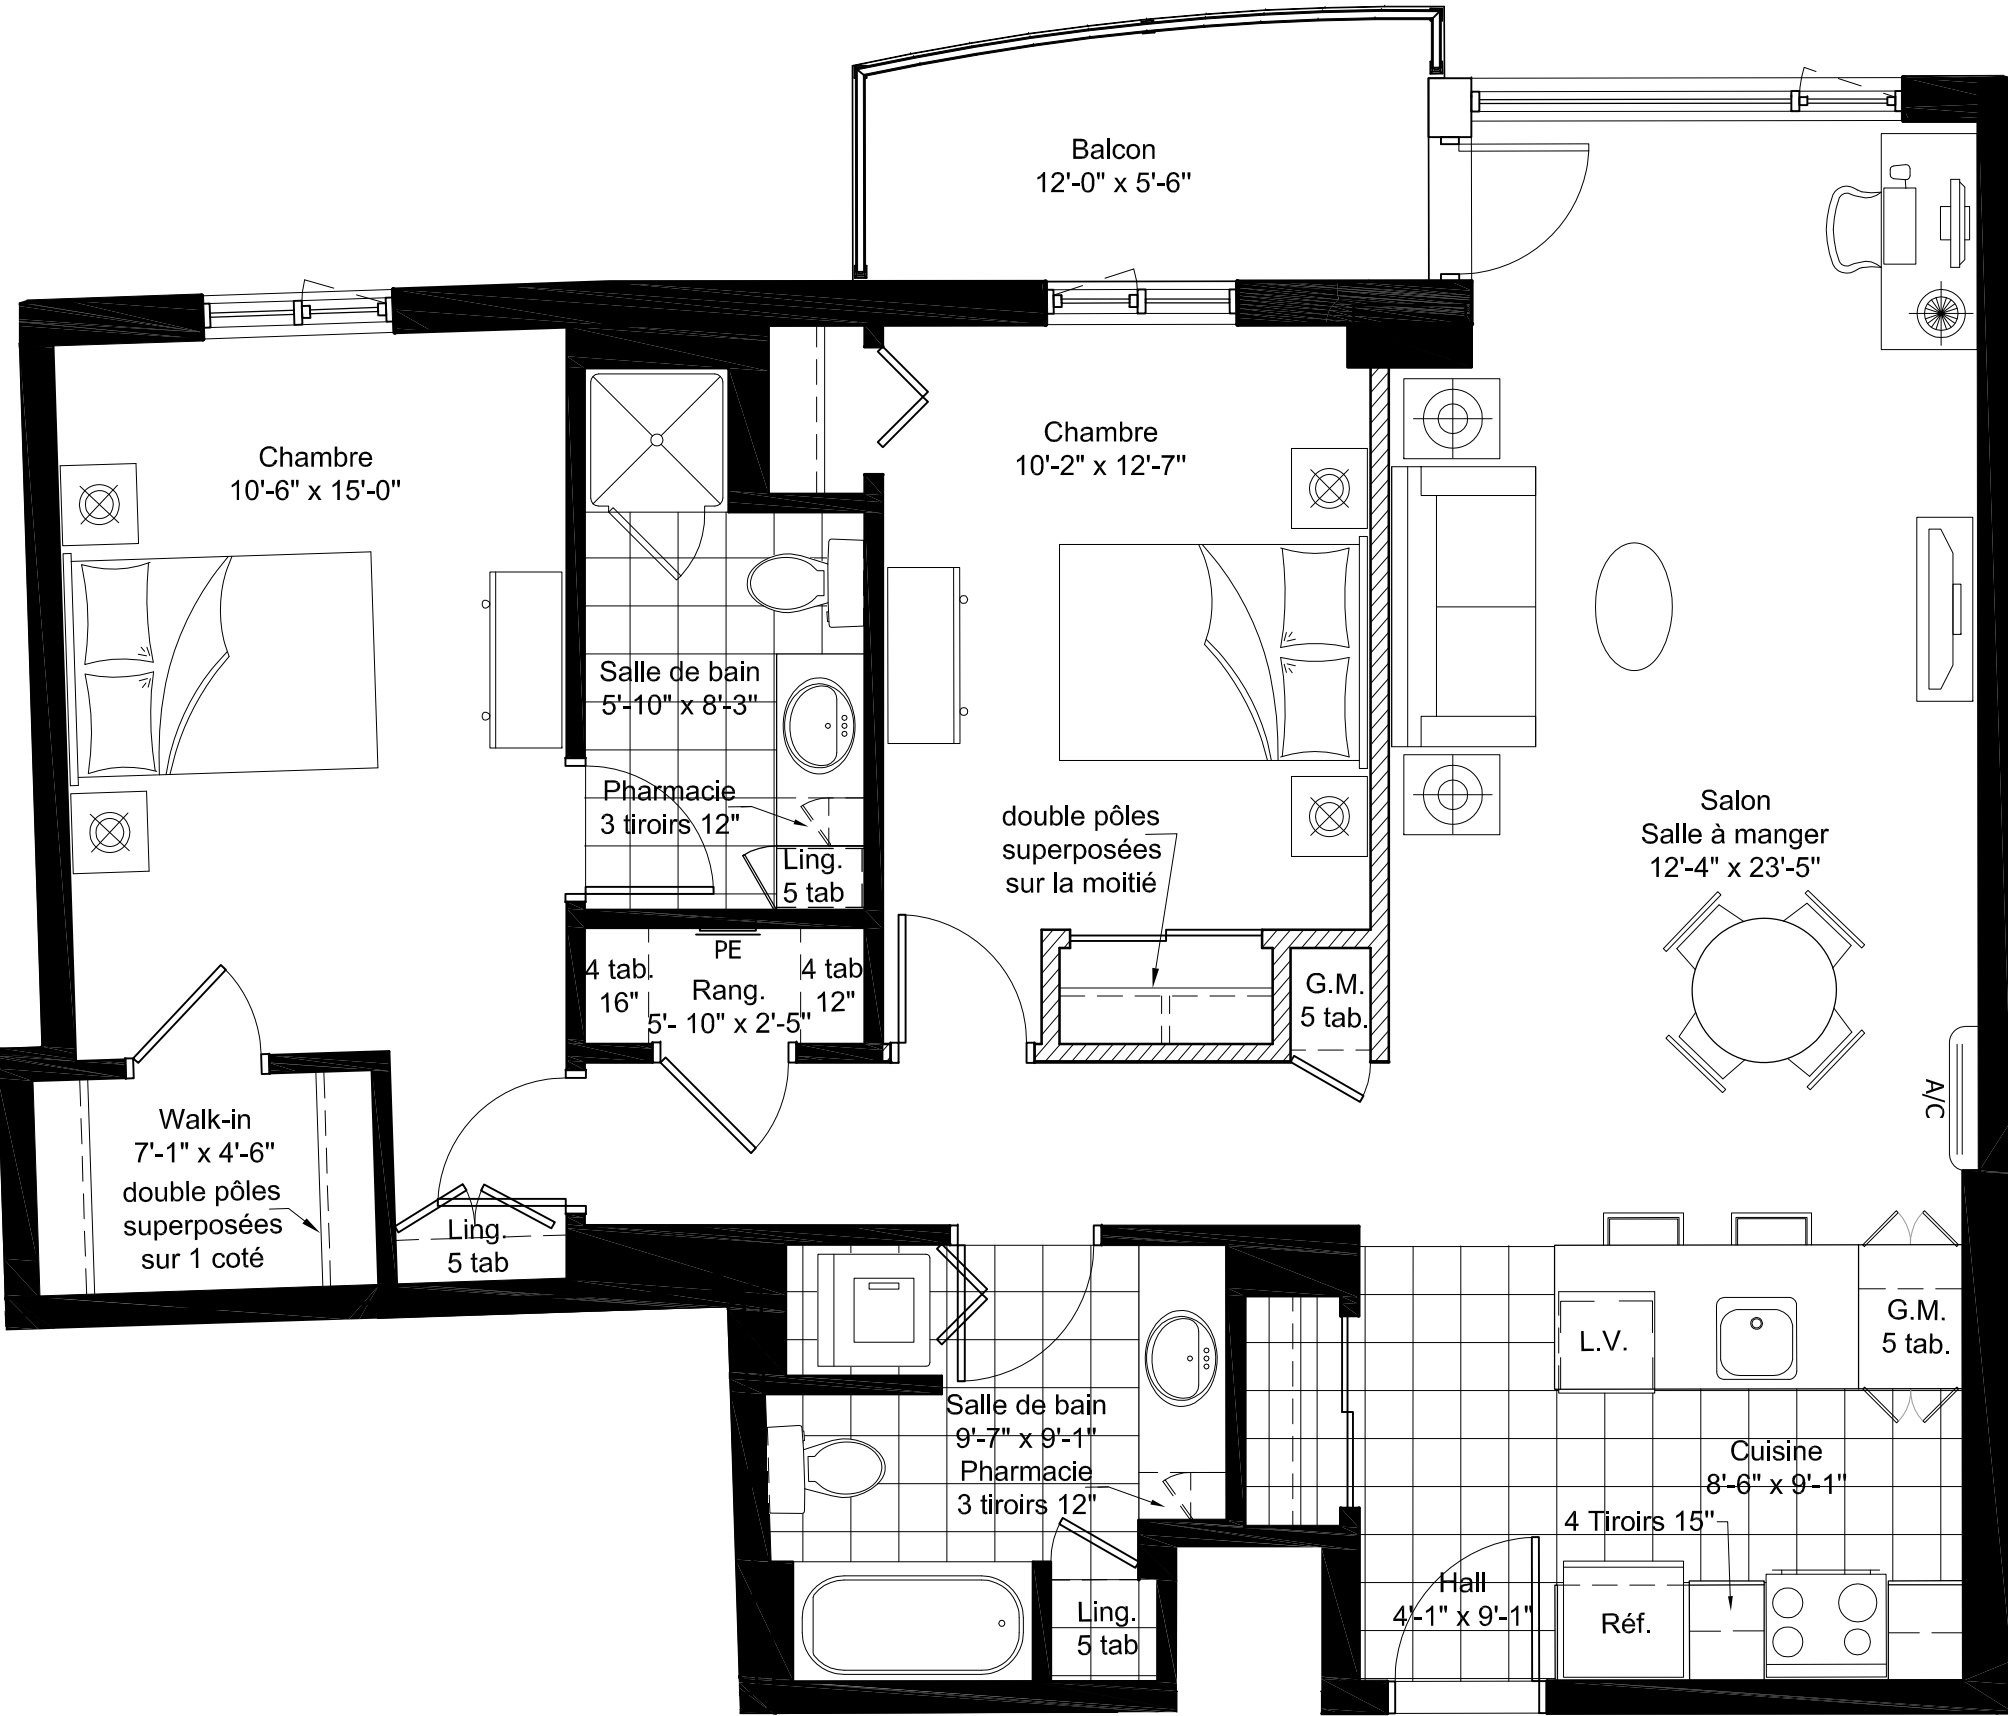 Balcon
12'-0" x 5'-6"
Chambre
10'-6" x 15'-0"
Chambre
10'-2" x 12'-7"
Salle de bain
5'-10" x 8'-3"
Pharmacie
3 tiroirs 12"
Ling.
5 tab
double pôles
superposées
sur la moitié
Salon
Salle à manger
12'-4" x 23'-5"
4 tab.
16"
PE
Rang.
5'- 10" x 2'-5"
4 tab
12"
G.M.
5 tab.
A/C
Walk-in
7'-1" x 4'-6"
double pôles
superposées
sur 1 coté
Ling.
5 tab
L.V.
G.M.
5 tab.
Salle de bain
9'-7" x 9'-1"
Pharmacie
3 tiroirs 12"
Cuisine
8'-6" x 9'-1"
4 Tiroirs 15"
Hall
4'-1" x 9'-1"
Réf.
Ling.
5 tab